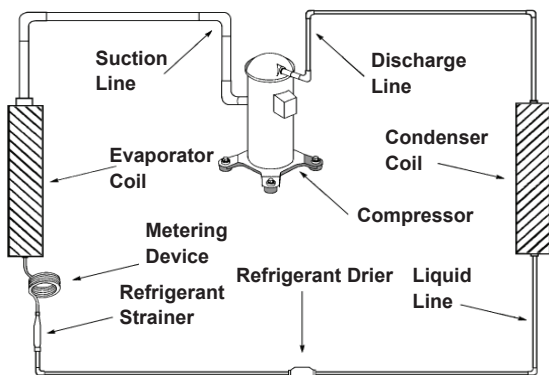 Suction
Line
Discharge
Line
Evaporator
Coil
Condenser
Coil
Compressor
Metering
Device
Refrigerant Drier
Liquid
Line
Refrigerant
Strainer